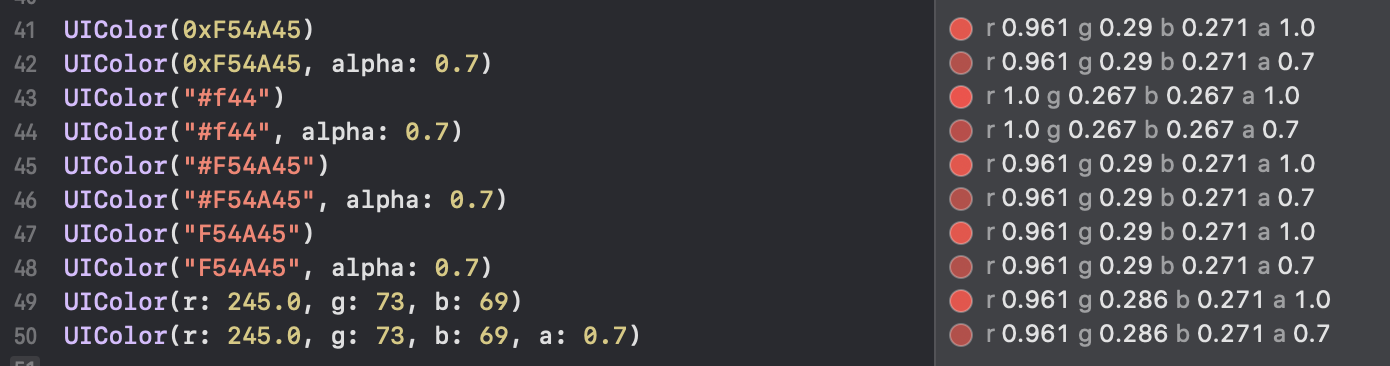 41 UIColor(0xF54A45) r 0.961 g 0.29 b 0.271 a 1.0
42 UIColor(0xF54A45, alpha: 0.7) r 0.961 g 0.29 b 0.271 a 0.7
43 UIColor("#f44") r 1.0 g 0.267 b 0.267 a 1.0
44 UIColor("#f44", alpha: 0.7) r 1.0 g 0.267 b 0.267 a 0.7
45 UIColor("#F54A45") r 0.961 g 0.29 b 0.271 a 1.0
46 UIColor("#F54A45", alpha: 0.7) r 0.961 g 0.29 b 0.271 a 0.7
47 UIColor("F54A45") r 0.961 g 0.29 b 0.271 a 1.0
48 UIColor("F54A45", alpha: 0.7) r 0.961 g 0.29 b 0.271 a 0.7
49 UIColor(r: 245.0, g: 73, b: 69) r 0.961 g 0.286 b 0.271 a 1.0
50 UIColor(r: 245.0, g: 73, b: 69, a: 0.7) r 0.961 g 0.286 b 0.271 a 0.7